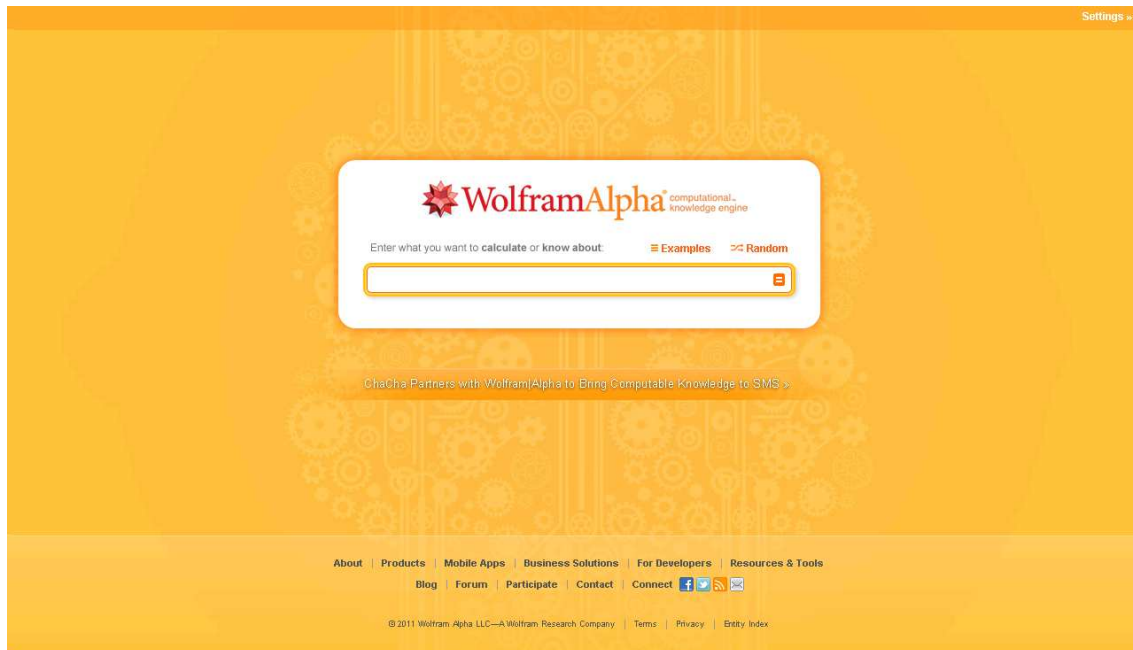 Settings »
WolframAlpha® computational™ knowledge engine
Enter what you want to calculate or know about: Examples Random
ChaCha Partners with Wolfram|Alpha to Bring Computable Knowledge to SMS »
About | Products | Mobile Apps | Business Solutions | For Developers | Resources & Tools
Blog | Forum | Participate | Contact | Connect
© 2011 Wolfram Alpha LLC—A Wolfram Research Company | Terms | Privacy | Entity Index